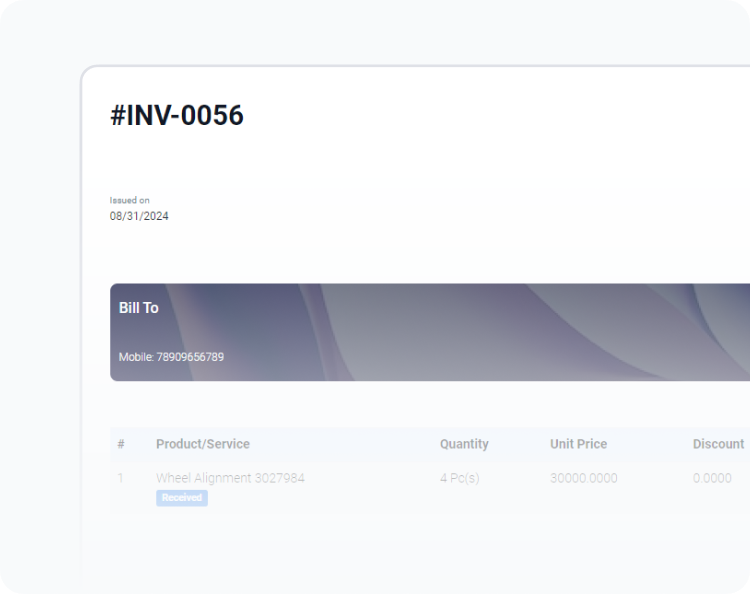 #INV-0056
Issued on
08/31/2024
Bill To
Mobile: 78909656789
# Product/Service Quantity Unit Price Discount
1 Wheel Alignment 3027984 4 Pc(s) 30000.0000 0.0000
Received